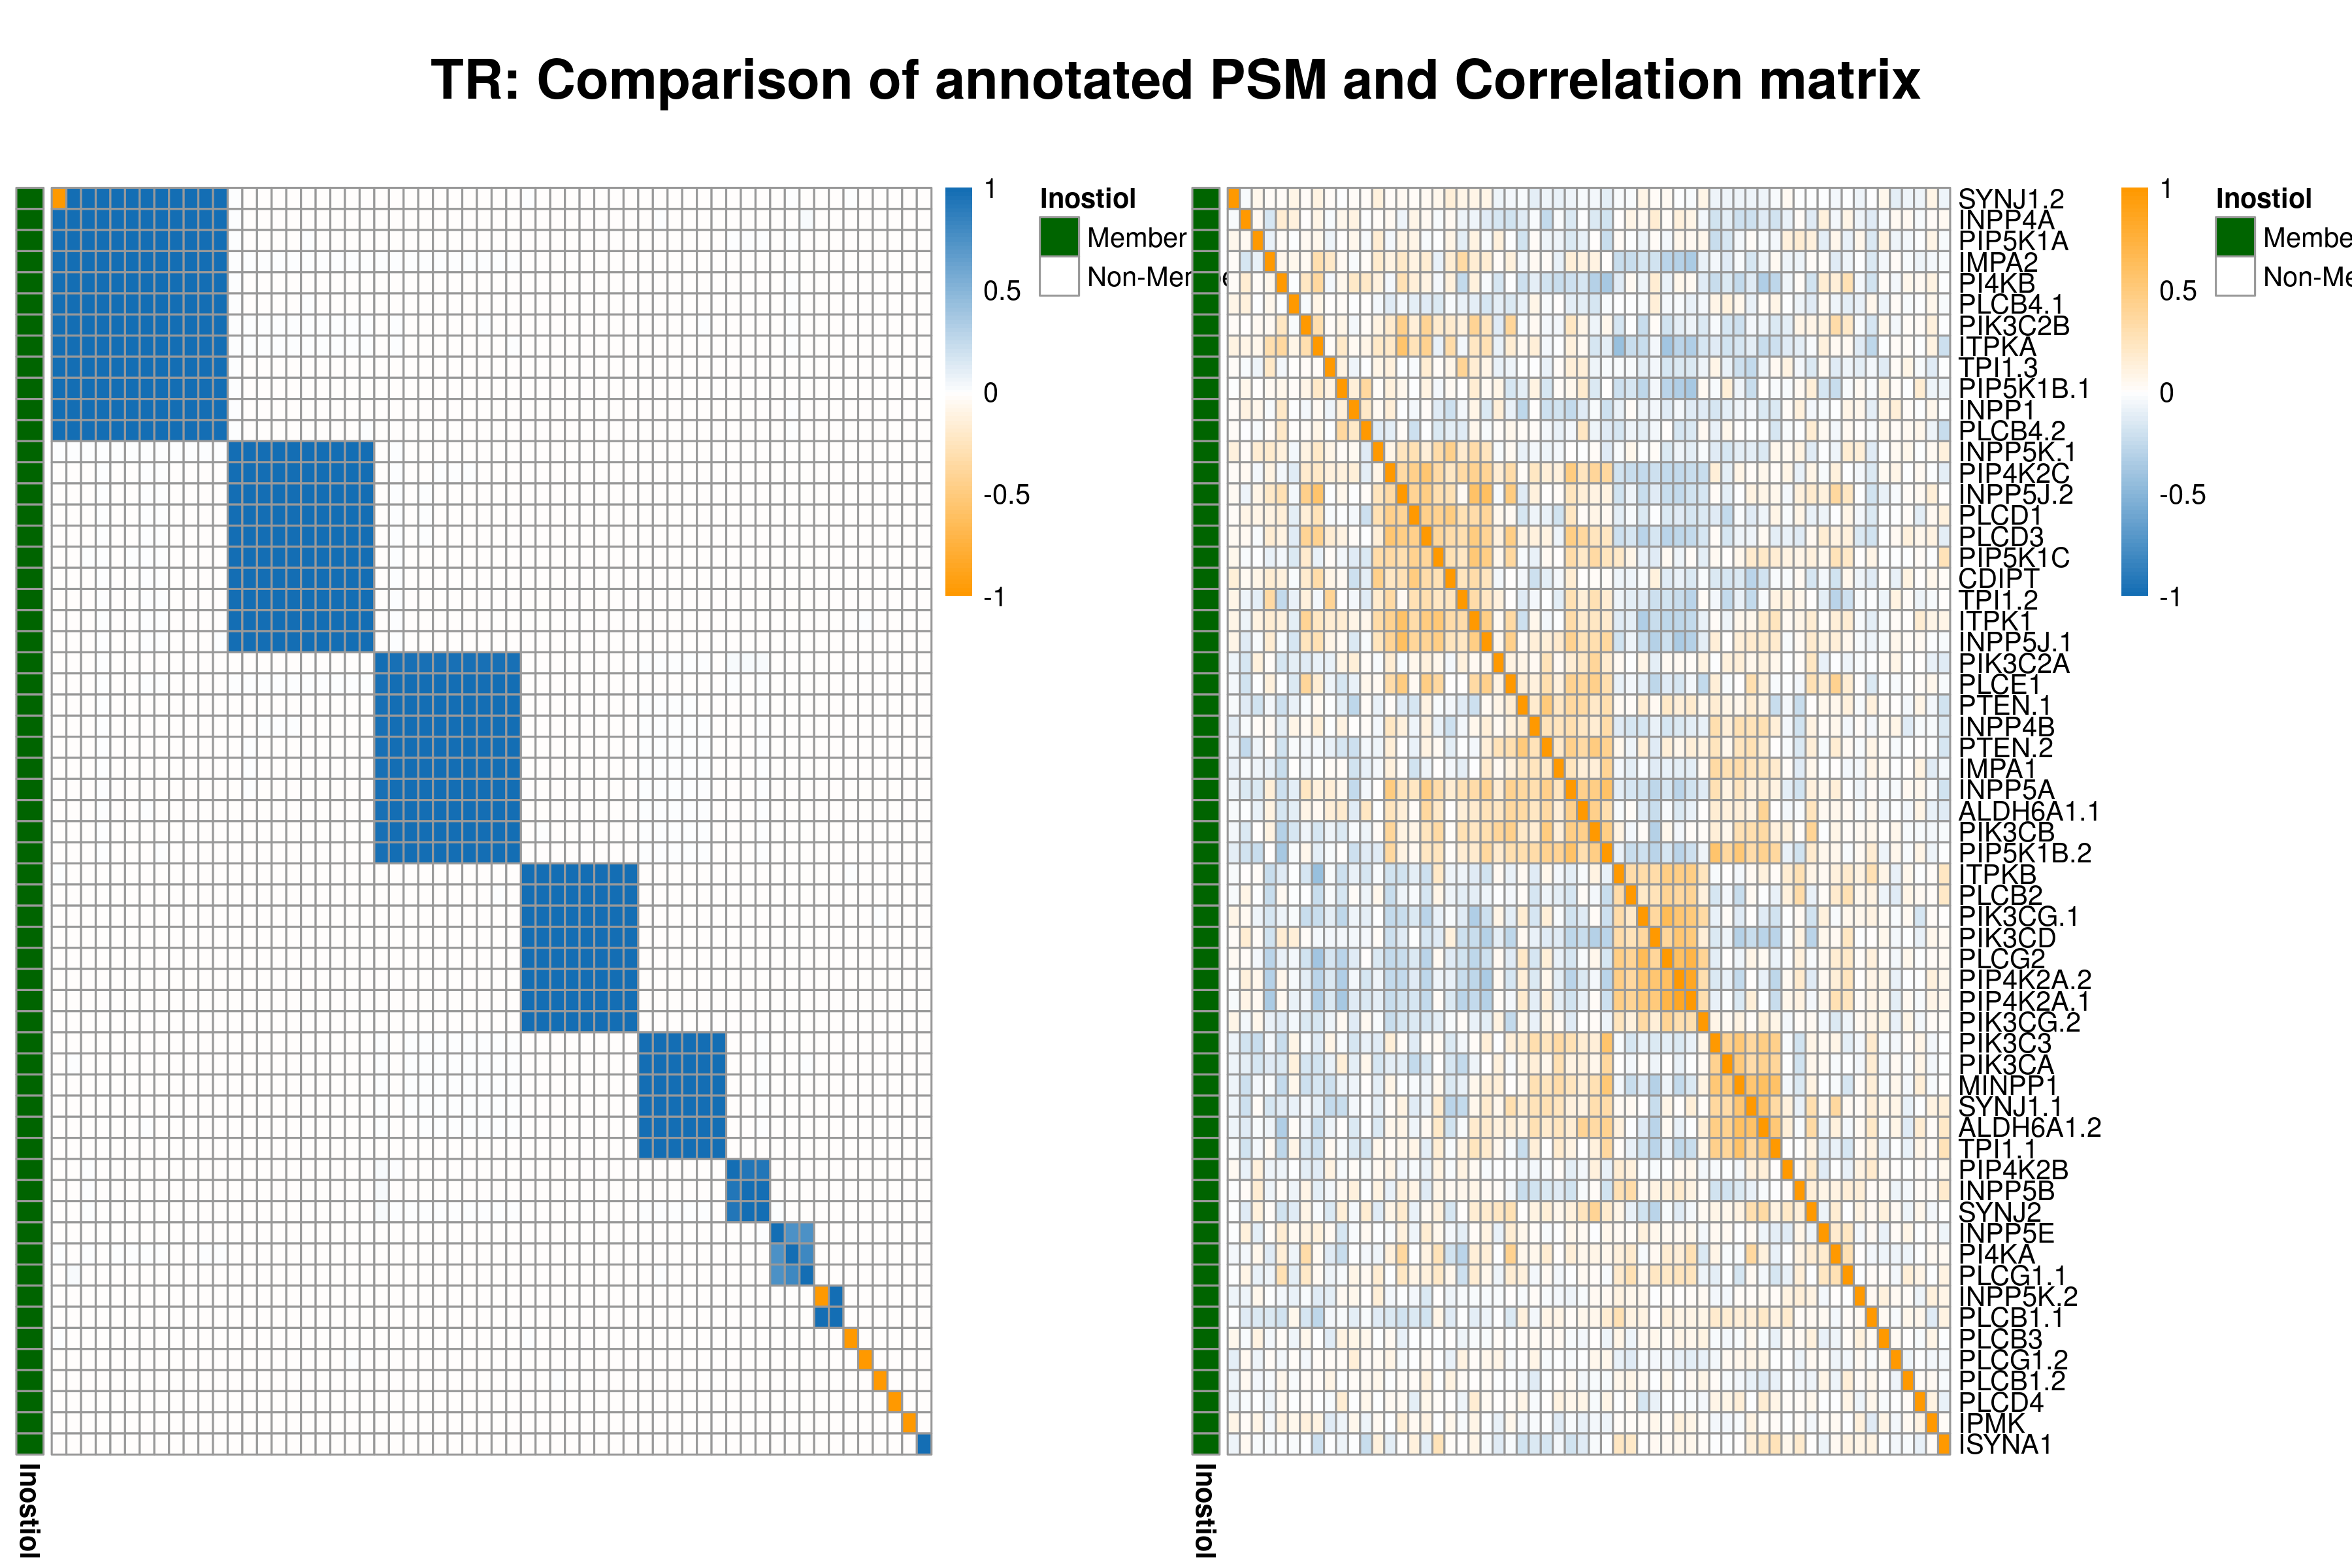 TR: Comparison of annotated PSM and Correlation matrix
1
0.5
0
-0.5
-1
Inostiol
Member
Inostiol
SYNJ1.2
INPP4A
PIP5K1A
IMPA2
PI4KB
PLCB4.1
PIK3C2B
ITPKA
TPI1.3
PIP5K1B.1
INPP1
PLCB4.2
INPP5K.1
PIP4K2C
INPP5J.2
PLCD1
PLCD3
PIP5K1C
CDIPT
TPI1.2
ITPK1
INPP5J.1
PIK3C2A
PLCE1
PTEN.1
INPP4B
PTEN.2
IMPA1
INPP5A
ALDH6A1.1
PIK3CB
PIP5K1B.2
ITPKB
PLCB2
PIK3CG.1
PIK3CD
PLCG2
PIP4K2A.2
PIP4K2A.1
PIK3CG.2
PIK3C3
PIK3CA
MINPP1
SYNJ1.1
ALDH6A1.2
TPI1.1
PIP4K2B
INPP5B
SYNJ2
INPP5E
PI4KA
PLCG1.1
INPP5K.2
PLCB1.1
PLCB3
PLCG1.2
PLCB1.2
PLCD4
IPMK
ISYNA1
1
0.5
0
-0.5
-1
Inostiol
Membe
Non-Me
Inostiol